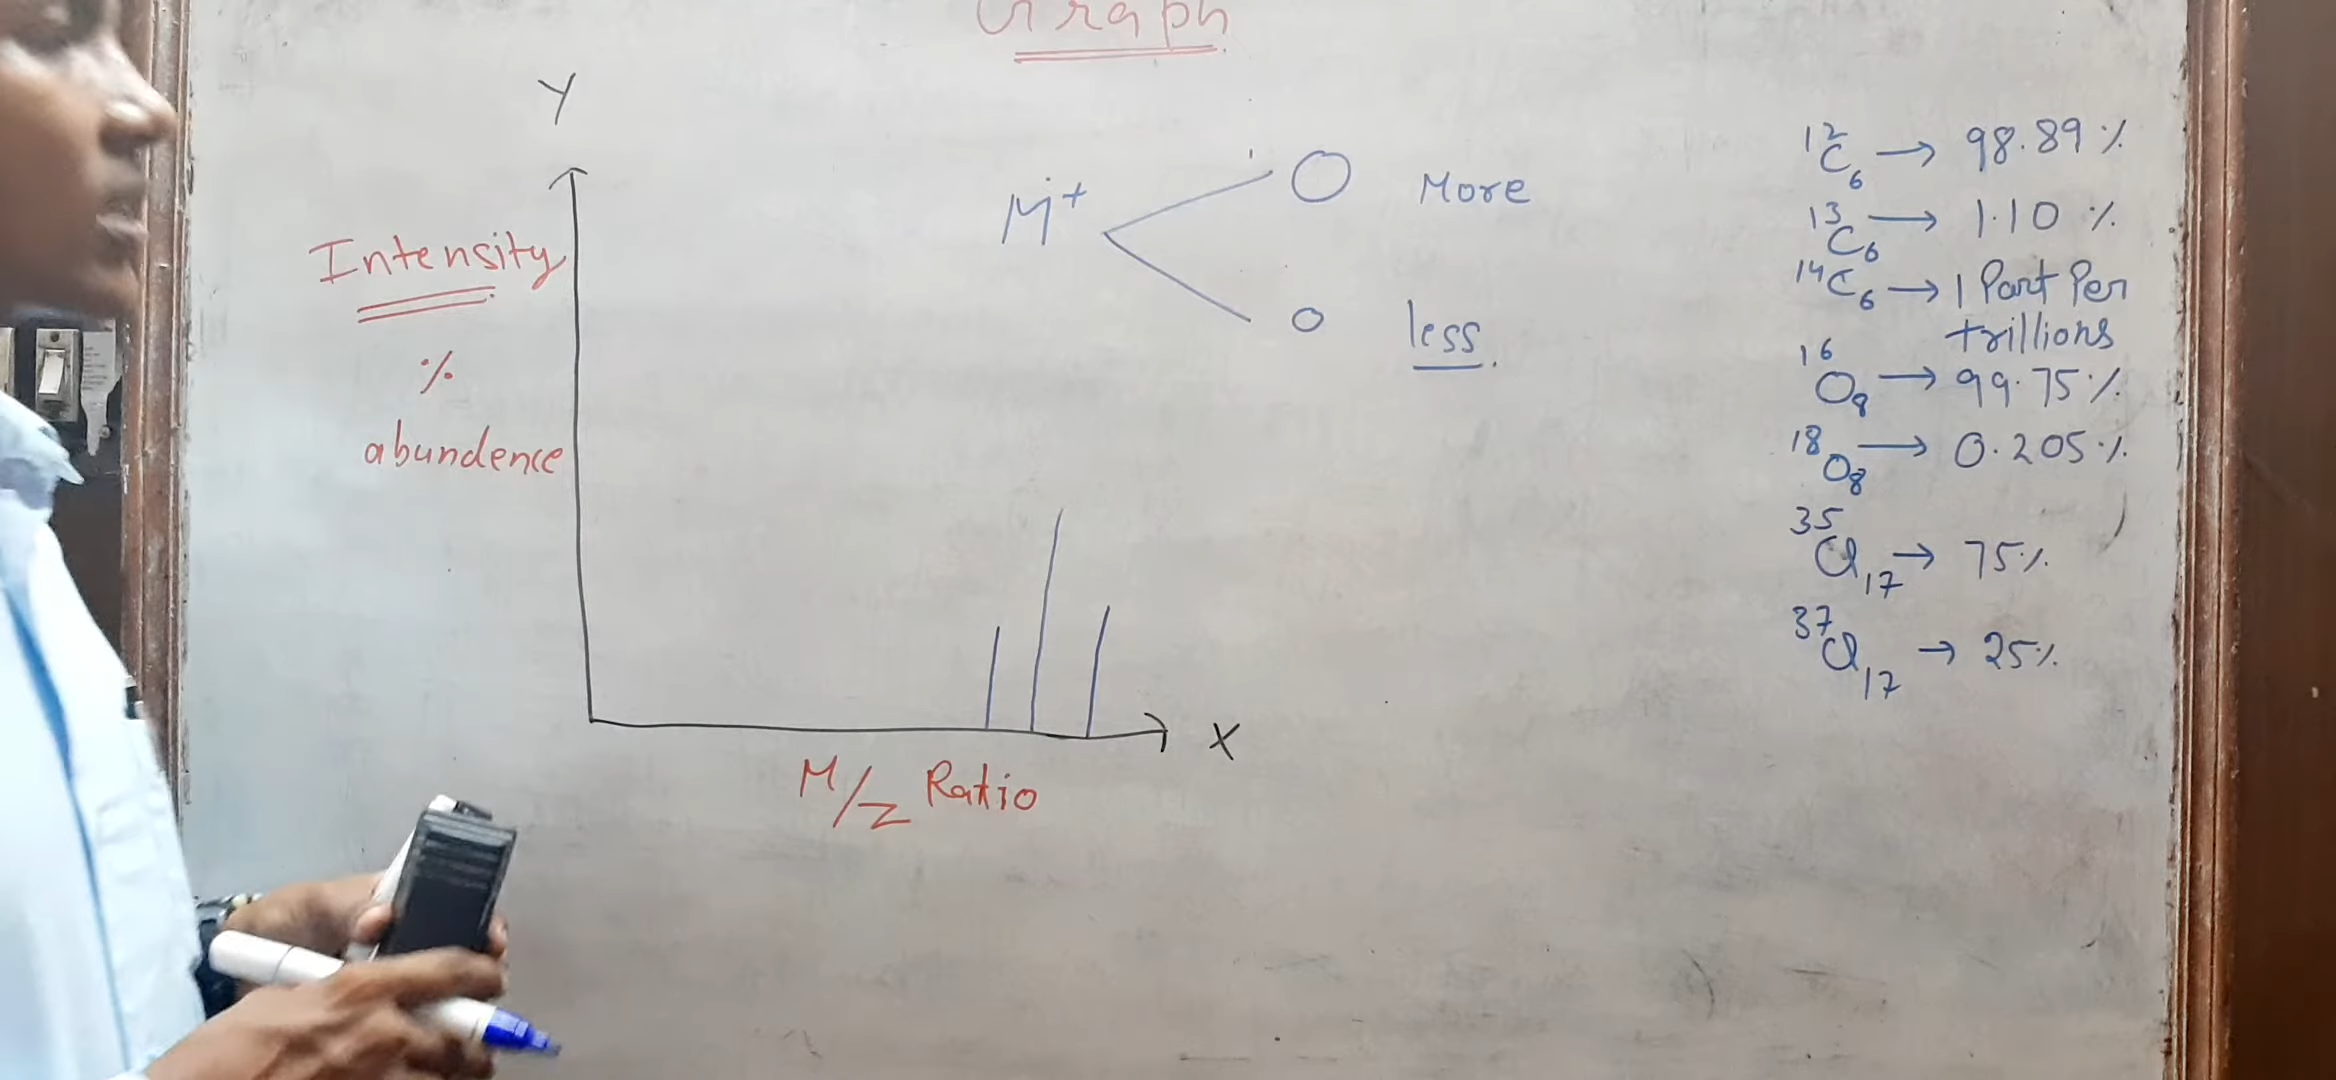 Graph
Y
Intensity
%
abundence
M/Z Ratio
X
M·+
More
less.
¹²C₆ → 98.89 %
¹³C₆ → 1.10 %
¹⁴C₆ → 1 Part Per
trillions
¹⁶O₈ → 99.75 %
¹⁸O₈ → 0.205 %
³⁵Cl₁₇ → 75 %
³⁷Cl₁₇ → 25 %